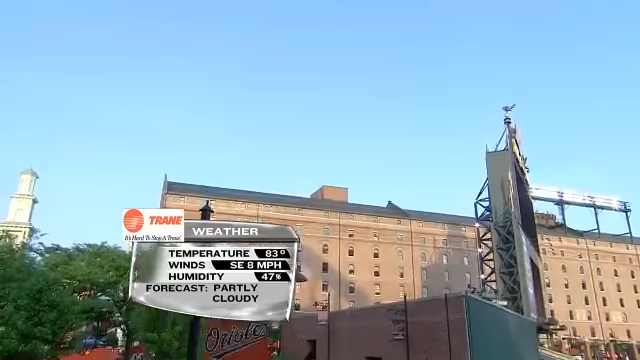 TRANE
It's Hard To Stop A Trane.
WEATHER
TEMPERATURE 83°
WINDS SE 8 MPH
HUMIDITY 47%
FORECAST: PARTLY
CLOUDY
Orioles